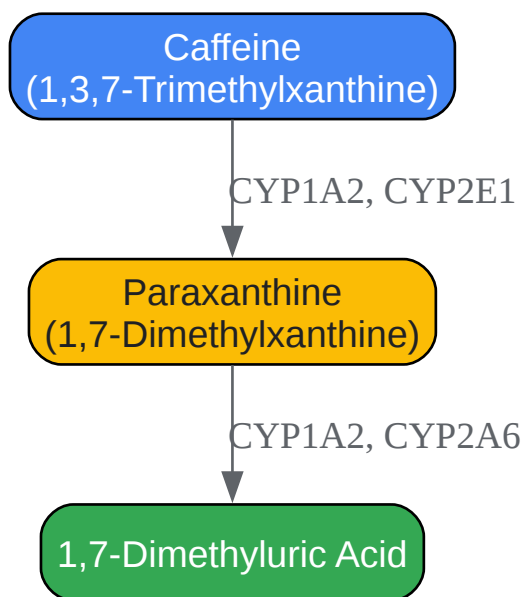 Caffeine
(1,3,7-Trimethylxanthine)
CYP1A2, CYP2E1
Paraxanthine
(1,7-Dimethylxanthine)
CYP1A2, CYP2A6
1,7-Dimethyluric Acid